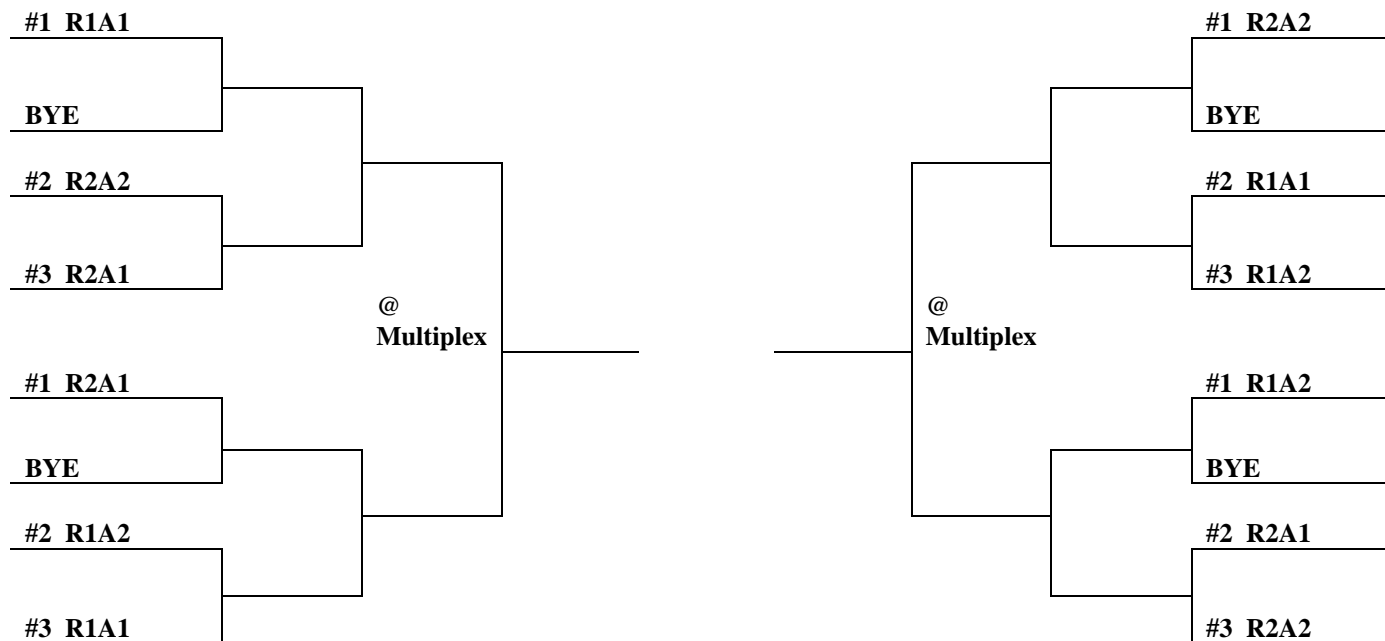 #1 R1A1
BYE
#2 R2A2
#3 R2A1
@
Multiplex
#1 R2A1
BYE
#2 R1A2
#3 R1A1
#1 R2A2
BYE
#2 R1A1
#3 R1A2
@
Multiplex
#1 R1A2
BYE
#2 R2A1
#3 R2A2